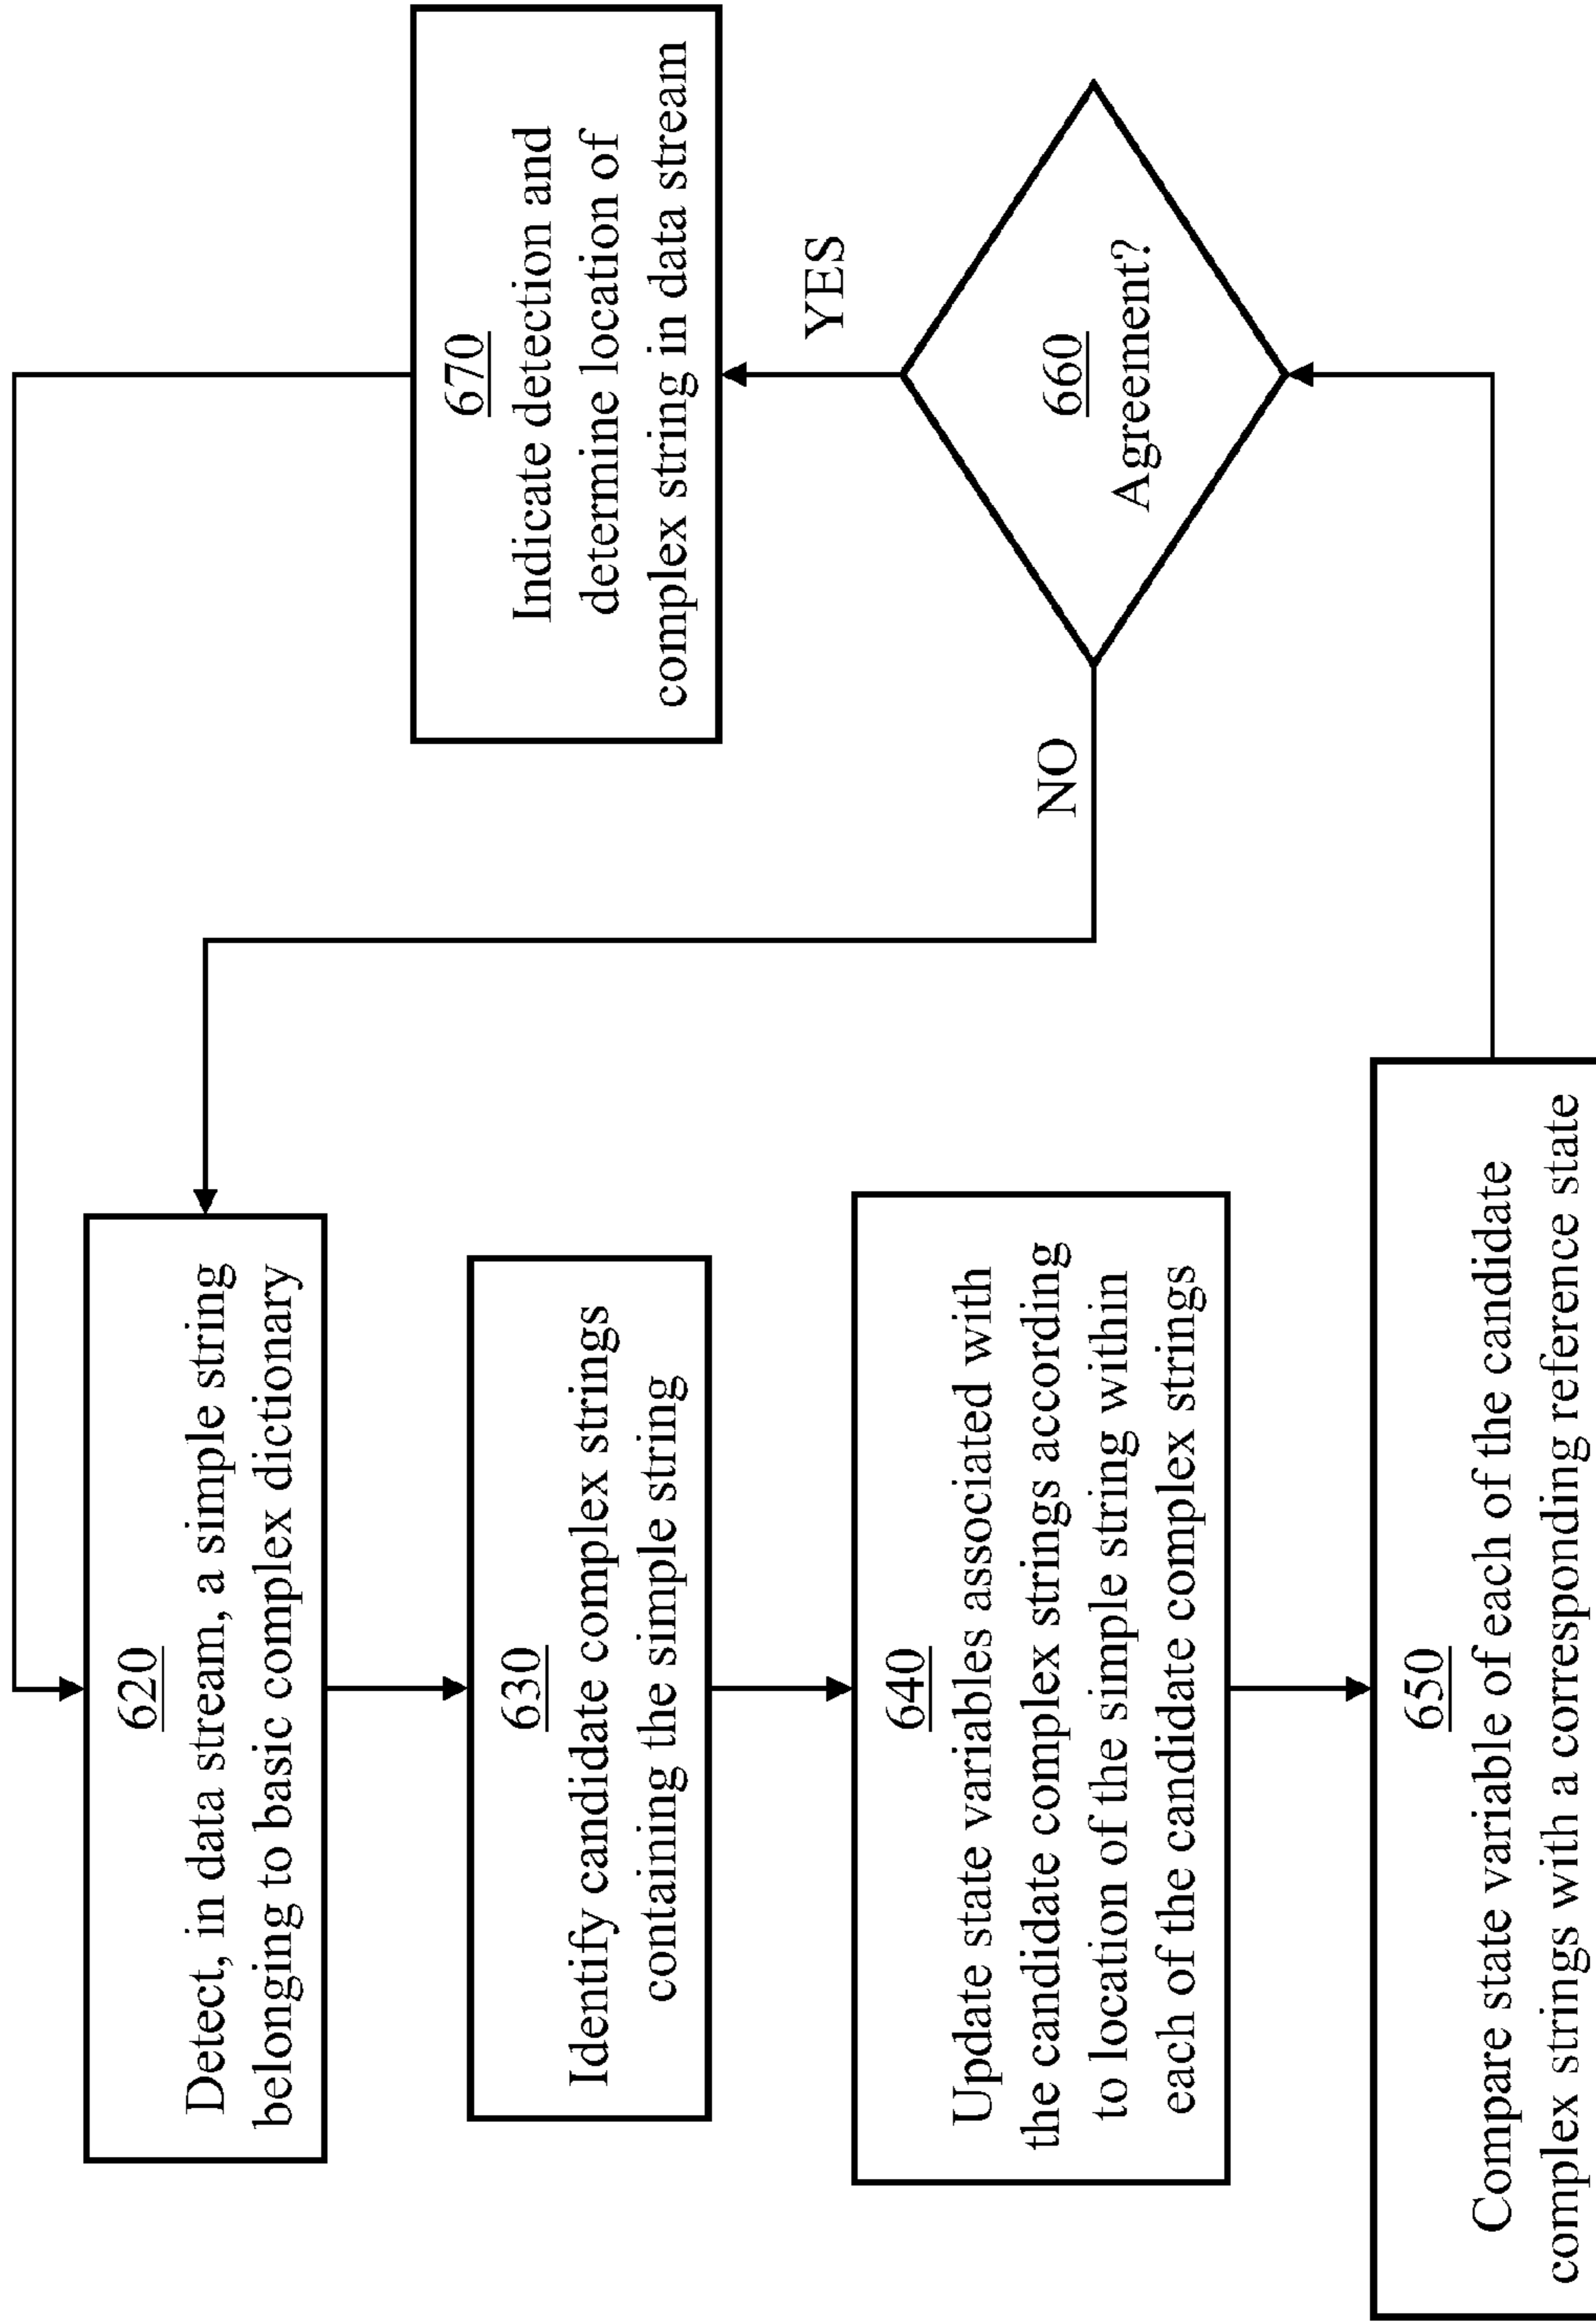 620
Detect, in data stream, a simple string
belonging to basic complex dictionary
630
Identify candidate complex strings
containing the simple string
640
Update state variables associated with
the candidate complex strings according
to location of the simple string within
each of the candidate complex strings
650
Compare state variable of each of the candidate
complex strings with a corresponding reference state
660
Agreement?
NO
YES
670
Indicate detection and
determine location of
complex string in data stream